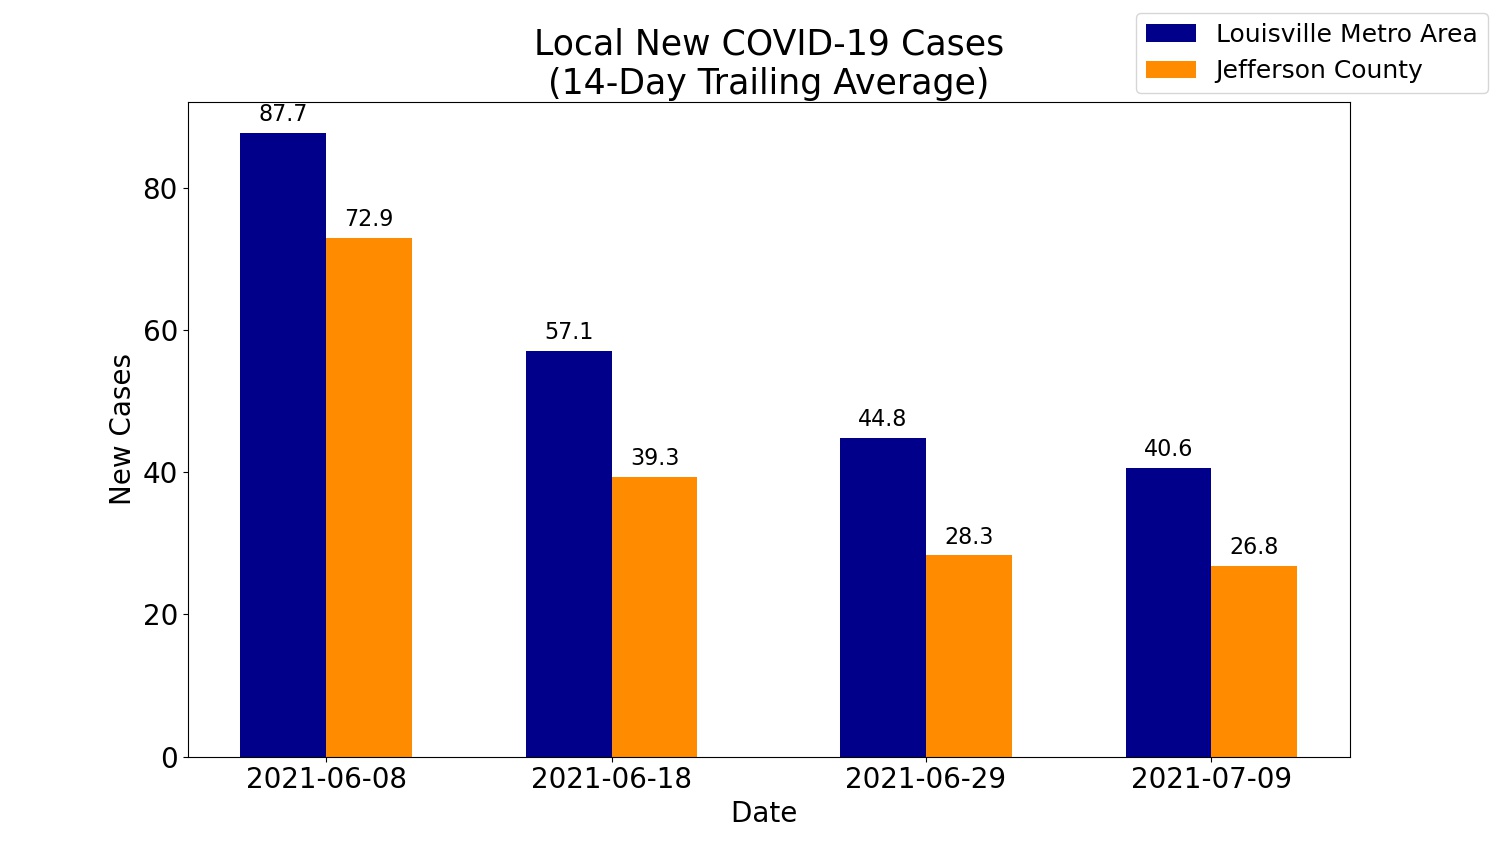 Local New COVID-19 Cases
(14-Day Trailing Average)
Louisville Metro Area
Jefferson County
New Cases
80
60
40
20
0
87.7
72.9
57.1
39.3
44.8
28.3
40.6
26.8
2021-06-08
2021-06-18
2021-06-29
2021-07-09
Date